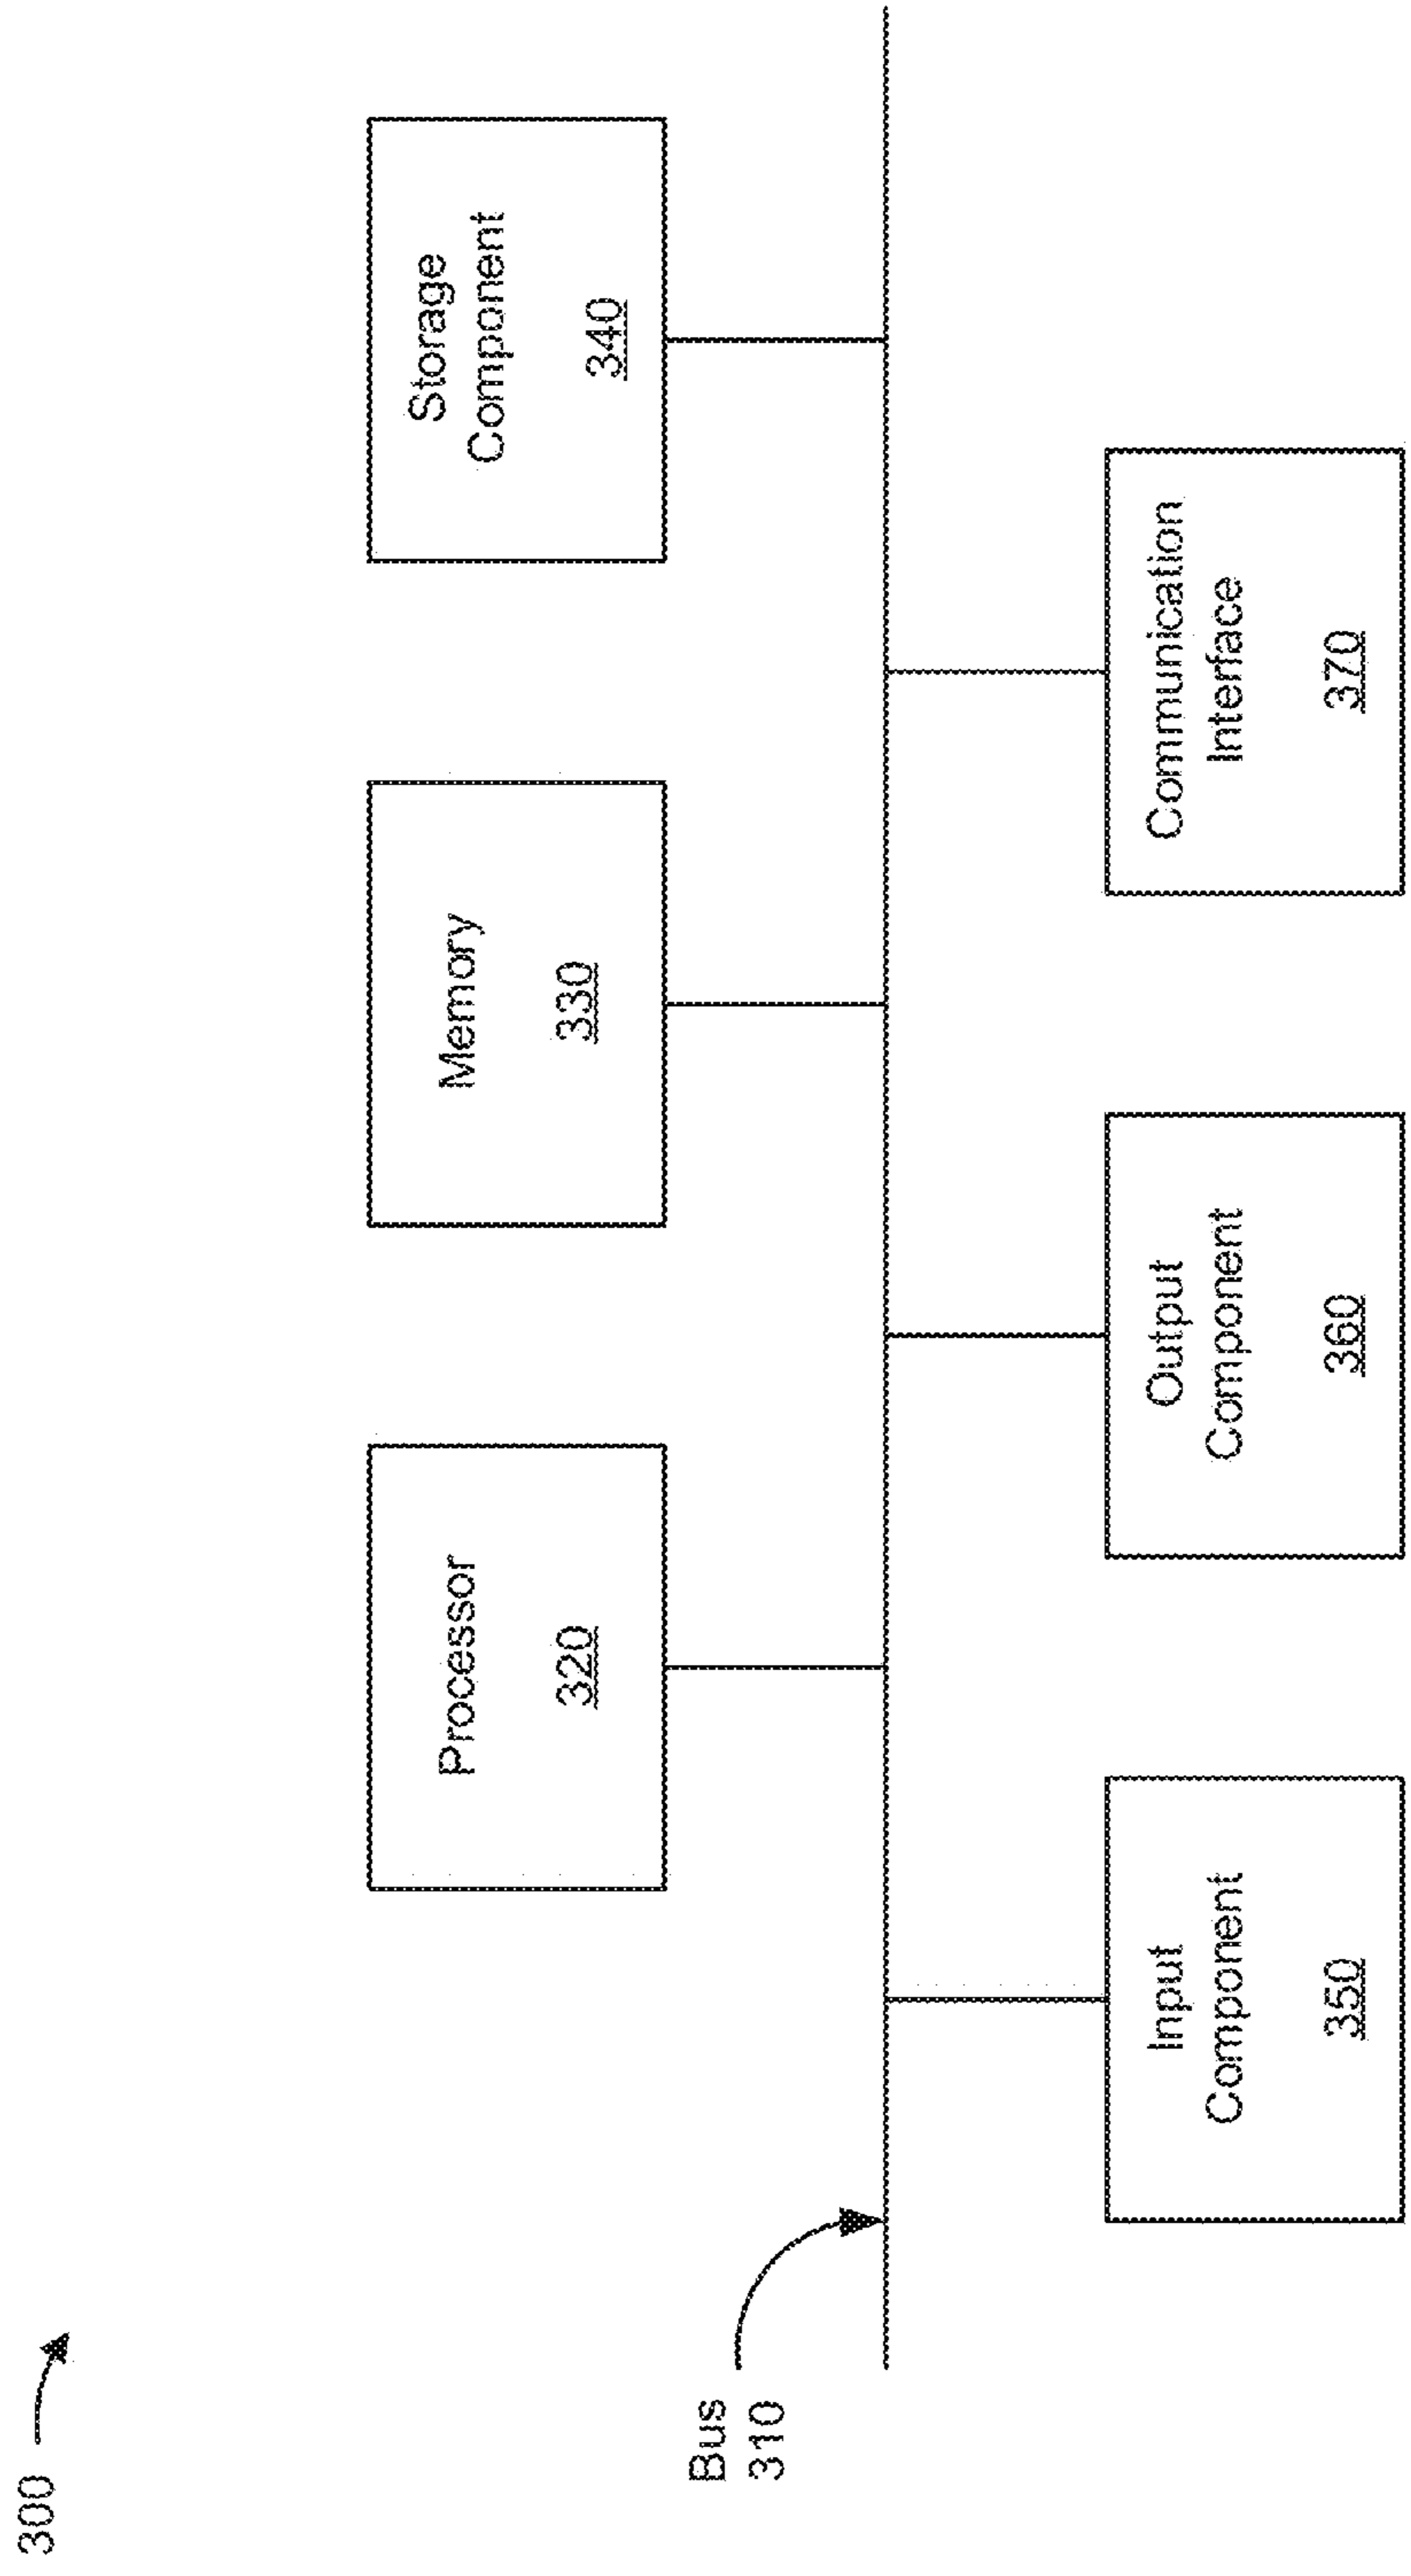 300
Processor
320
Memory
330
Storage
Component
340
Bus
310
Input
Component
350
Output
Component
360
Communication
Interface
370